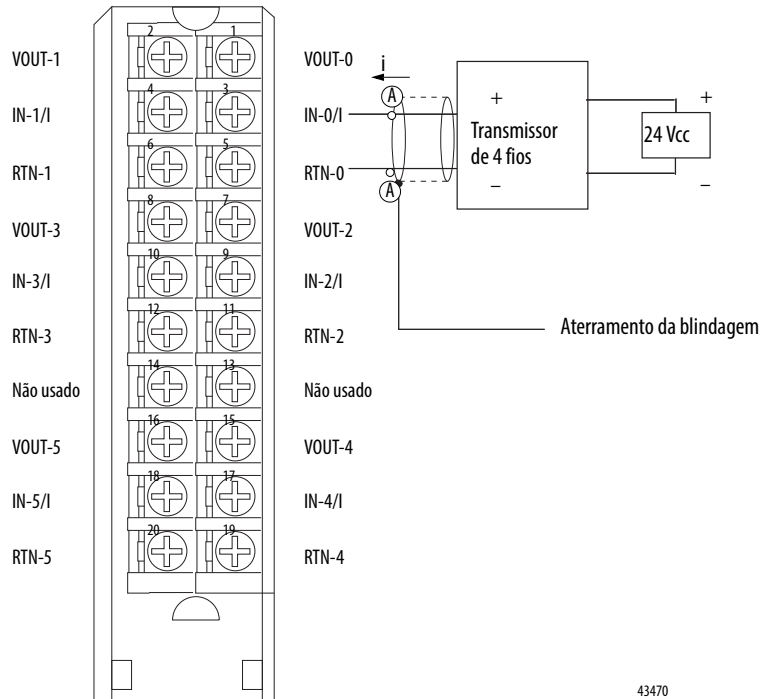 2 1
VOUT-1 VOUT-0
i
A
4 3
IN-1/I IN-0/I
+ +
Transmissor
de 4 fios
24 Vcc
6 5
RTN-1 RTN-0
A
− −
8 7
VOUT-3 VOUT-2
10 9
IN-3/I IN-2/I
12 11
RTN-3 RTN-2
Aterramento da blindagem
14 13
Não usado Não usado
16 15
VOUT-5 VOUT-4
18 17
IN-5/I IN-4/I
20 19
RTN-5 RTN-4
43470